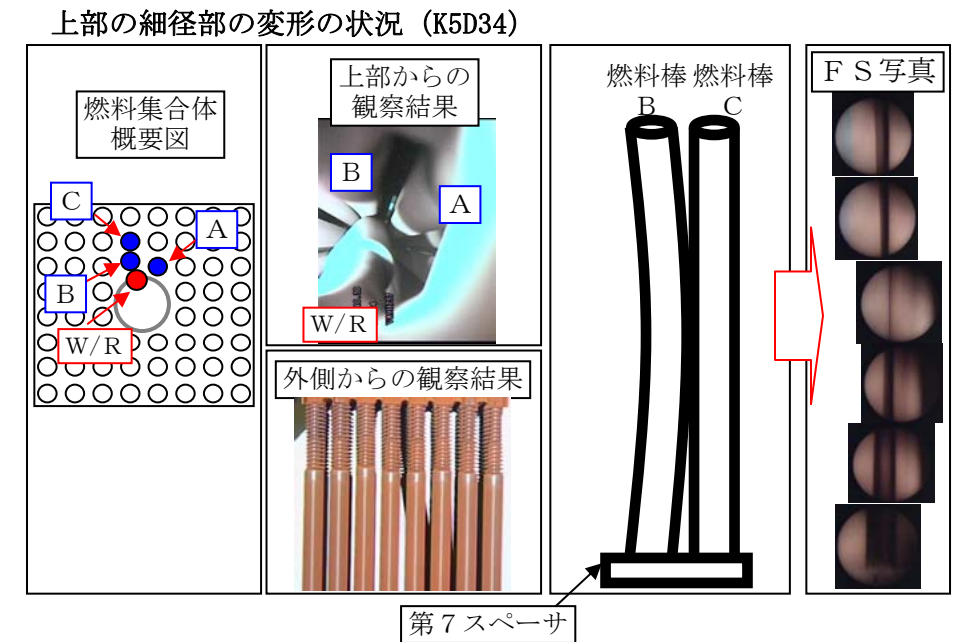 上部の細径部の変形の状況 (K5D34)
燃料集合体
概要図
C
A
B
W/R
上部からの
観察結果
B
A
W/R
外側からの観察結果
燃料棒
B
燃料棒
C
第７スペーサ
ＦＳ写真